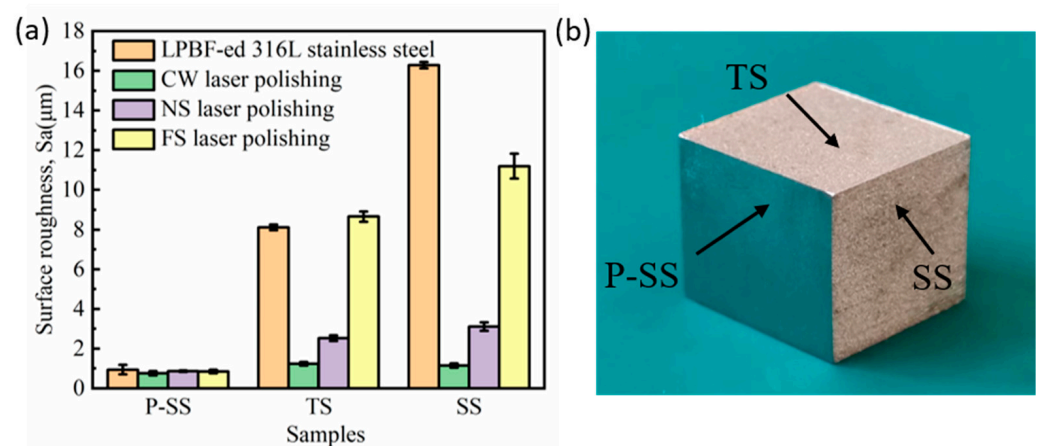 (a)
Surface roughness, Sa(μm)
18
16
14
12
10
8
6
4
2
0
LPBF-ed 316L stainless steel
CW laser polishing
NS laser polishing
FS laser polishing
P-SS TS SS
Samples
(b)
TS
P-SS
SS